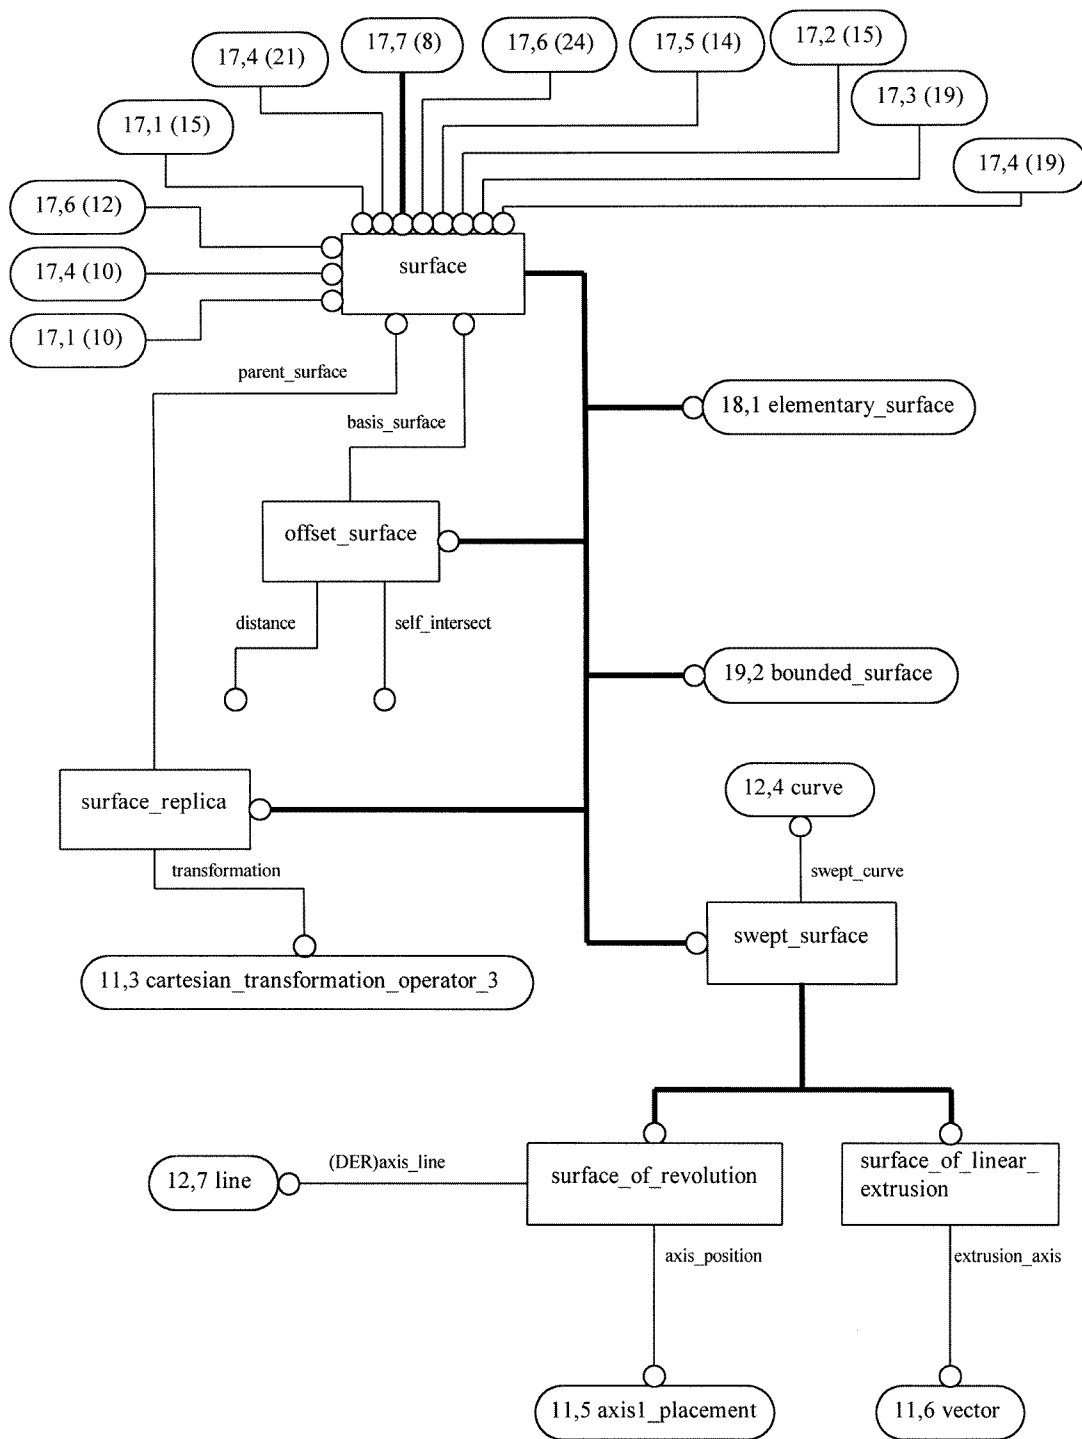 17,4 (21)
17,7 (8)
17,6 (24)
17,5 (14)
17,2 (15)
17,3 (19)
17,1 (15)
17,4 (19)
17,6 (12)
17,4 (10)
17,1 (10)
surface
parent_surface
basis_surface
18,1 elementary_surface
offset_surface
distance
self_intersect
19,2 bounded_surface
surface_replica
12,4 curve
transformation
swept_curve
swept_surface
11,3 cartesian_transformation_operator_3
(DER)axis_line
12,7 line
surface_of_revolution
surface_of_linear_
extrusion
axis_position
extrusion_axis
11,5 axis1_placement
11,6 vector